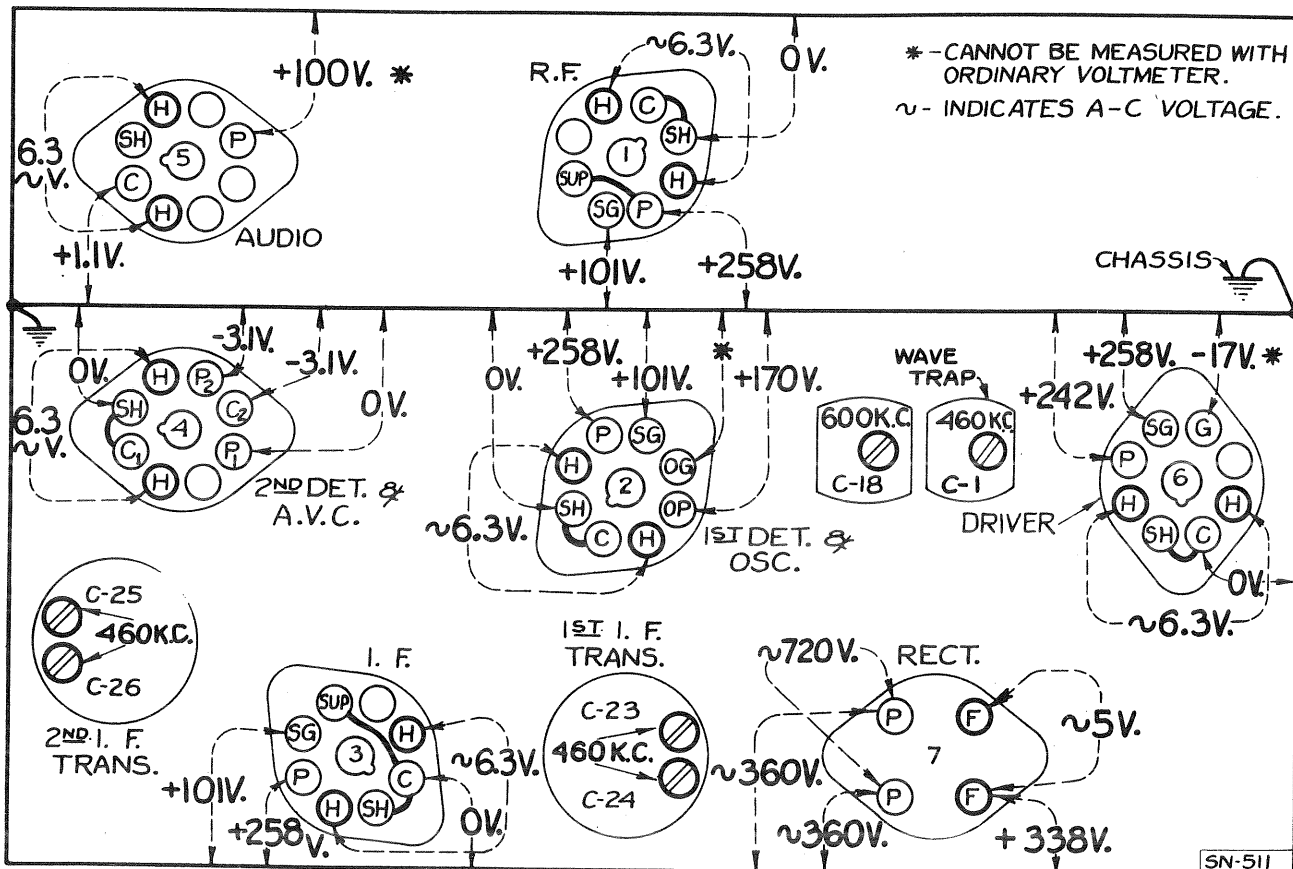 * - CANNOT BE MEASURED WITH
ORDINARY VOLTMETER.
~ - INDICATES A-C VOLTAGE.
+100V. *
H
SH
P
5
C
H
6.3
~V.
+1.1V.
AUDIO
R.F.
~6.3V.
0V.
H
C
SH
1
H
SUP
SG
P
+101V.
+258V.
CHASSIS
0V.
-3.1V.
-3.1V.
0V.
6.3
~V.
H
P2
SH
C2
4
C1
P1
H
2ND DET. &
A.V.C.
0V.
+258V.
+101V.
*
+170V.
P
SG
H
OG
2
SH
OP
C
H
~6.3V.
1ST DET. &
OSC.
WAVE
TRAP
600K.C.
C-18
460K.C.
C-1
+242V.
+258V.
-17V. *
SG
G
P
6
H
H
SH
C
DRIVER
0V.
~6.3V.
C-25
460K.C.
C-26
2ND. I. F.
TRANS.
I. F.
SUP
SG
H
3
P
C
H
SH
+101V.
+258V.
~6.3V.
0V.
1ST I. F.
TRANS.
C-23
460K.C.
C-24
~720V.
RECT.
P
F
~5V.
7
~360V.
P
F
~360V.
+338V.
SN-511